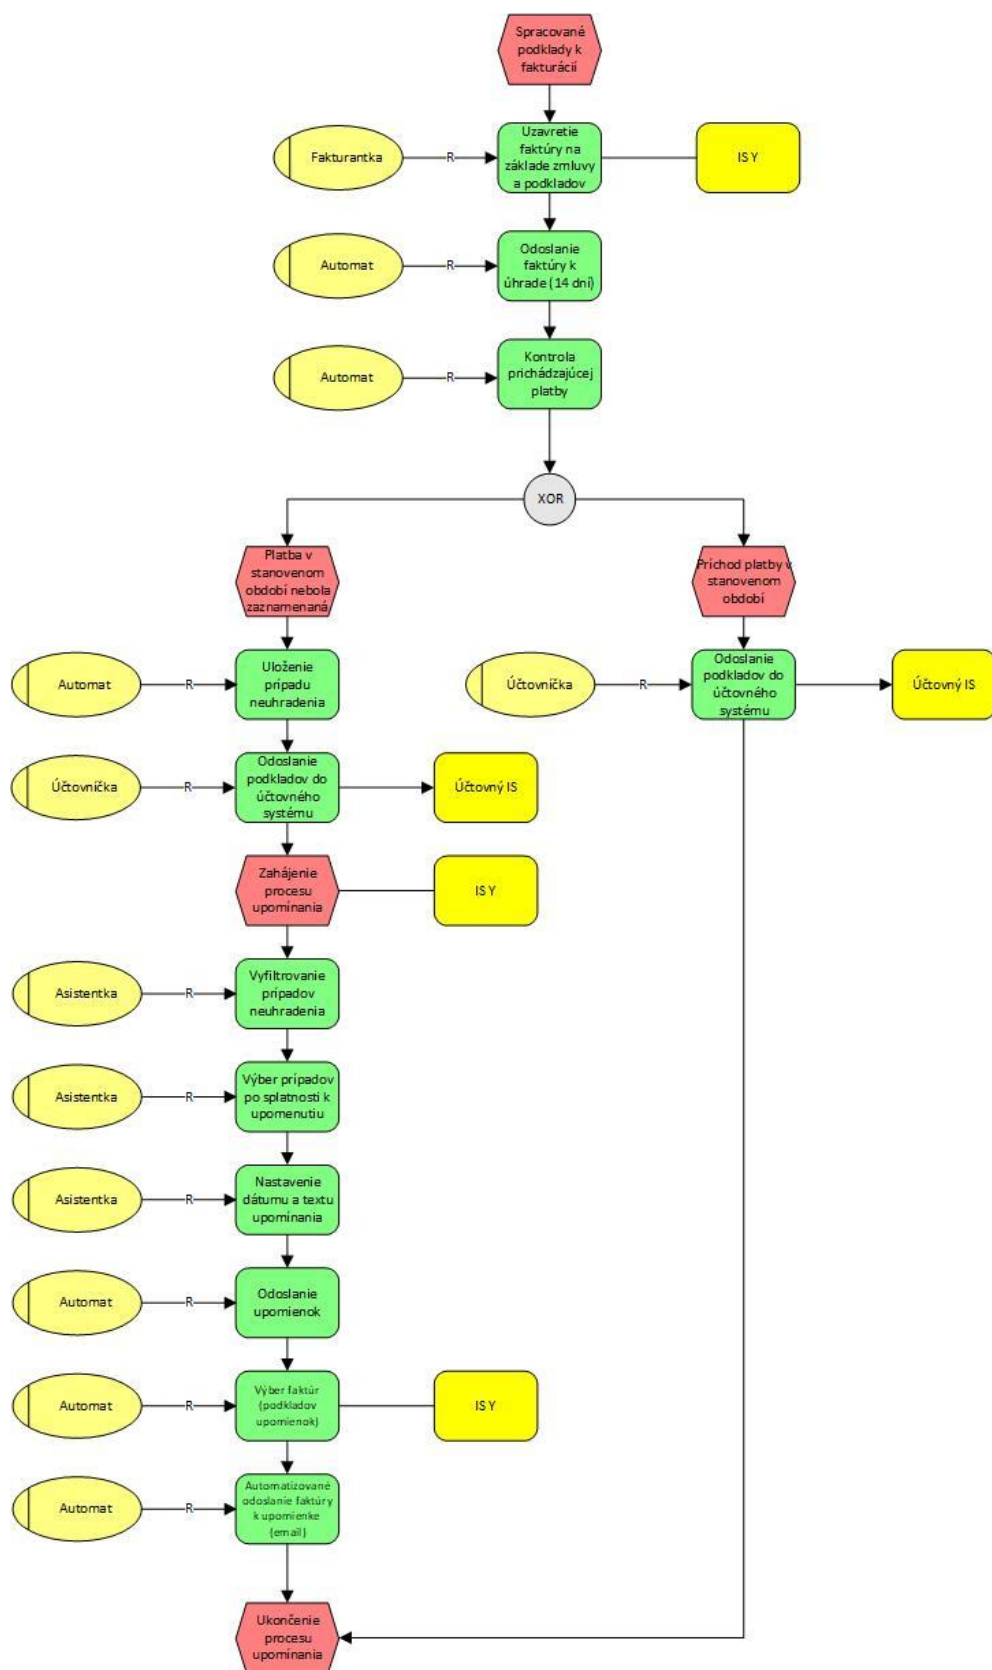 Spracované
podklady k
fakturácií
Fakturantka
R
Uzavretie
faktúry na
základe zmluvy
a podkladov
IS Y
Automat
R
Odoslanie
faktúry k
úhrade (14 dní)
Automat
R
Kontrola
prichádzajúcej
platby
XOR
Platba v
stanovenom
období nebola
zaznamenaná
Príchod platby v
stanovenom
období
Automat
R
Uloženie
prípadu
neuhradenia
Účtovníčka
R
Odoslanie
podkladov do
účtovného
systému
Účtovný IS
Účtovníčka
R
Odoslanie
podkladov do
účtovného
systému
Účtovný IS
Zahájenie
procesu
upomínania
IS Y
Asistentka
R
Vyfiltrovanie
prípadov
neuhradenia
Asistentka
R
Výber prípadov
po splatnosti k
upomenutiu
Asistentka
R
Nastavenie
dátumu a textu
upomínania
Automat
R
Odoslanie
upomienok
Automat
R
Výber faktúr
(podkladov
upomienok)
IS Y
Automat
R
Automatizované
odoslanie faktúry
k upomienke
(email)
Ukončenie
procesu
upomínania